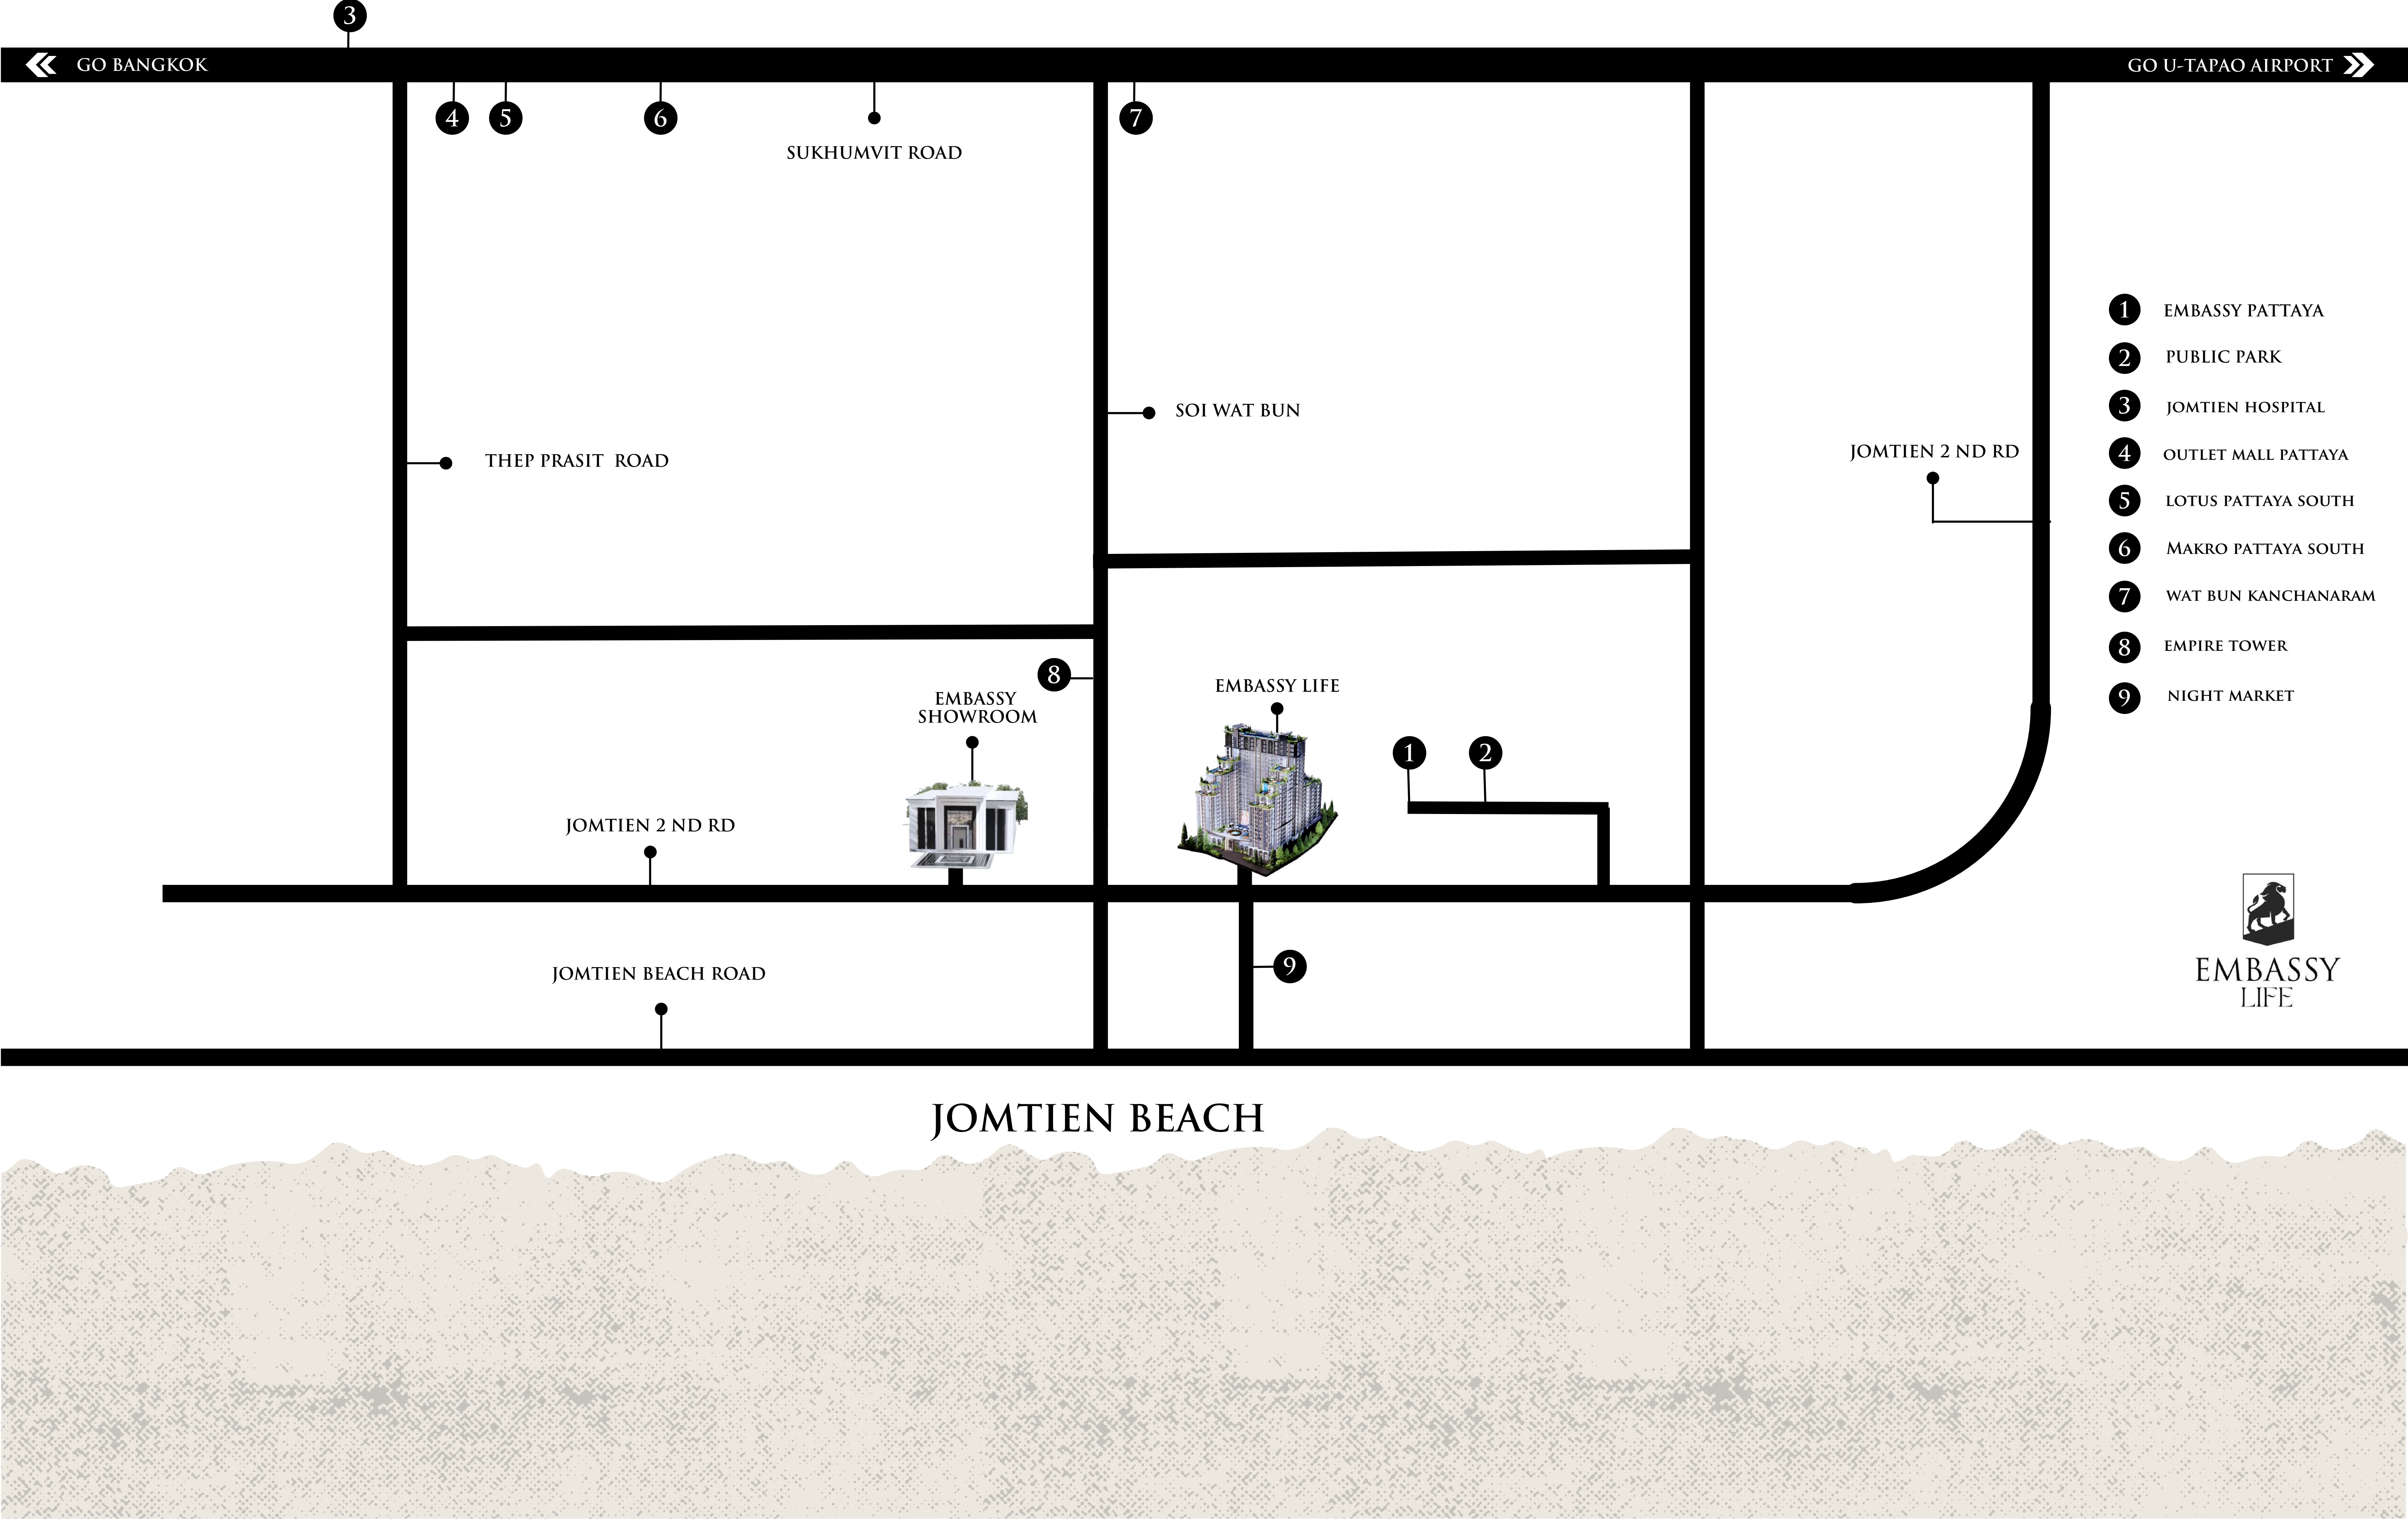 3
GO BANGKOK
GO U-TAPAO AIRPORT
4
5
6
7
SUKHUMVIT ROAD
1 EMBASSY PATTAYA
2 PUBLIC PARK
3 JOMTIEN HOSPITAL
4 OUTLET MALL PATTAYA
5 LOTUS PATTAYA SOUTH
6 MAKRO PATTAYA SOUTH
7 WAT BUN KANCHANARAM
8 EMPIRE TOWER
9 NIGHT MARKET
SOI WAT BUN
THEP PRASIT ROAD
JOMTIEN 2 ND RD
8
EMBASSY
SHOWROOM
EMBASSY LIFE
1
2
JOMTIEN 2 ND RD
9
JOMTIEN BEACH ROAD
EMBASSY
LIFE
JOMTIEN BEACH